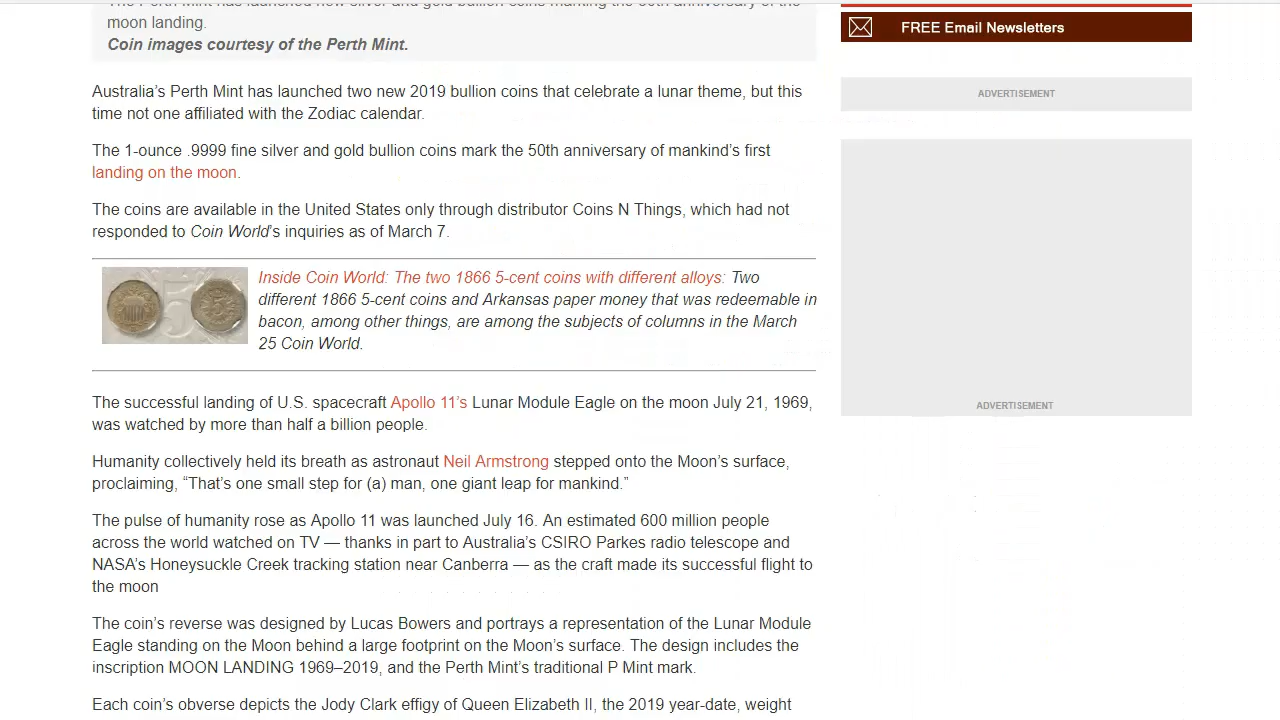 The Perth Mint has launched new silver and gold bullion coins marking the 50th anniversary of the
moon landing.
Coin images courtesy of the Perth Mint.
FREE Email Newsletters
ADVERTISEMENT
Australia’s Perth Mint has launched two new 2019 bullion coins that celebrate a lunar theme, but this
time not one affiliated with the Zodiac calendar.
The 1-ounce .9999 fine silver and gold bullion coins mark the 50th anniversary of mankind’s first
landing on the moon.
The coins are available in the United States only through distributor Coins N Things, which had not
responded to Coin World’s inquiries as of March 7.
5
Inside Coin World: The two 1866 5-cent coins with different alloys: Two
different 1866 5-cent coins and Arkansas paper money that was redeemable in
bacon, among other things, are among the subjects of columns in the March
25 Coin World.
ADVERTISEMENT
The successful landing of U.S. spacecraft Apollo 11’s Lunar Module Eagle on the moon July 21, 1969,
was watched by more than half a billion people.
Humanity collectively held its breath as astronaut Neil Armstrong stepped onto the Moon’s surface,
proclaiming, “That’s one small step for (a) man, one giant leap for mankind.”
The pulse of humanity rose as Apollo 11 was launched July 16. An estimated 600 million people
across the world watched on TV — thanks in part to Australia’s CSIRO Parkes radio telescope and
NASA’s Honeysuckle Creek tracking station near Canberra — as the craft made its successful flight to
the moon
The coin’s reverse was designed by Lucas Bowers and portrays a representation of the Lunar Module
Eagle standing on the Moon behind a large footprint on the Moon’s surface. The design includes the
inscription MOON LANDING 1969–2019, and the Perth Mint’s traditional P Mint mark.
Each coin’s obverse depicts the Jody Clark effigy of Queen Elizabeth II, the 2019 year-date, weight